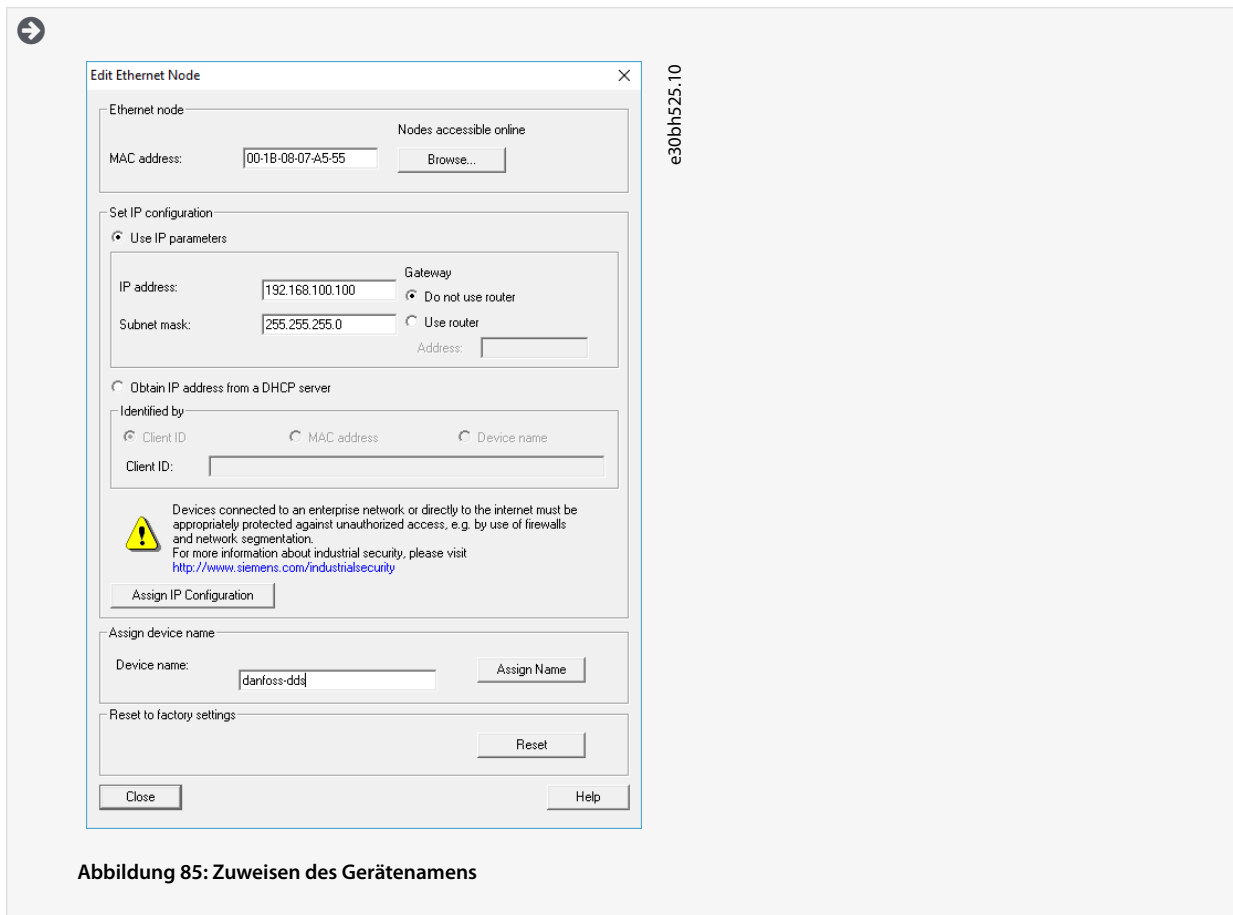 Edit Ethernet Node
Ethernet node
Nodes accessible online
MAC address:
00-1B-08-07-A5-55
Browse...
Set IP configuration
Use IP parameters
IP address:
192.168.100.100
Subnet mask:
255.255.255.0
Gateway
Do not use router
Use router
Address:
Obtain IP address from a DHCP server
Identified by
Client ID
MAC address
Device name
Client ID:
Devices connected to an enterprise network or directly to the internet must be
appropriately protected against unauthorized access, e.g. by use of firewalls
and network segmentation.
For more information about industrial security, please visit
http://www.siemens.com/industrialsecurity
Assign IP Configuration
Assign device name
Device name:
danfoss-dds
Assign Name
Reset to factory settings
Reset
Close
Help
e30bh525.10
Abbildung 85: Zuweisen des Gerätenamens